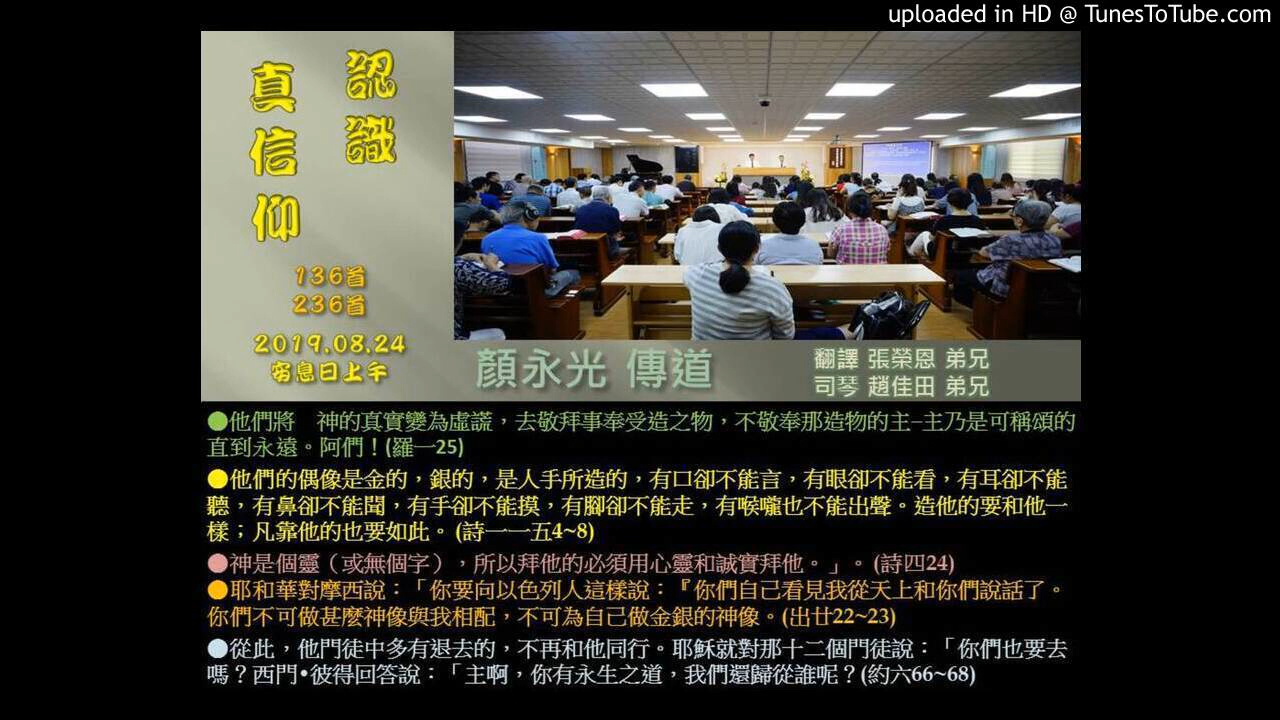 uploaded in HD @ TunesToTube.com
認識
真信仰
136首
236首
2019.08.24
安息日上午
顏永光 傳道
翻譯 張榮恩 弟兄
司琴 趙佳田 弟兄
●他們將　神的真實變為虛謊，去敬拜事奉受造之物，不敬奉那造物的主–主乃是可稱頌的
直到永遠。阿們！(羅一25)
●他們的偶像是金的，銀的，是人手所造的，有口卻不能言，有眼卻不能看，有耳卻不能
聽，有鼻卻不能聞，有手卻不能摸，有腳卻不能走，有喉嚨也不能出聲。造他的要和他一
樣；凡靠他的也要如此。 (詩一一五4~8)
●神是個靈（或無個字），所以拜他的必須用心靈和誠實拜他。」。 (詩四24)
●耶和華對摩西說：「你要向以色列人這樣說：『你們自己看見我從天上和你們說話了。
你們不可做甚麼神像與我相配，不可為自己做金銀的神像。(出廿22~23)
●從此，他門徒中多有退去的，不再和他同行。耶穌就對那十二個門徒說：「你們也要去
嗎？西門•彼得回答說：「主啊，你有永生之道，我們還歸從誰呢？(約六66~68)